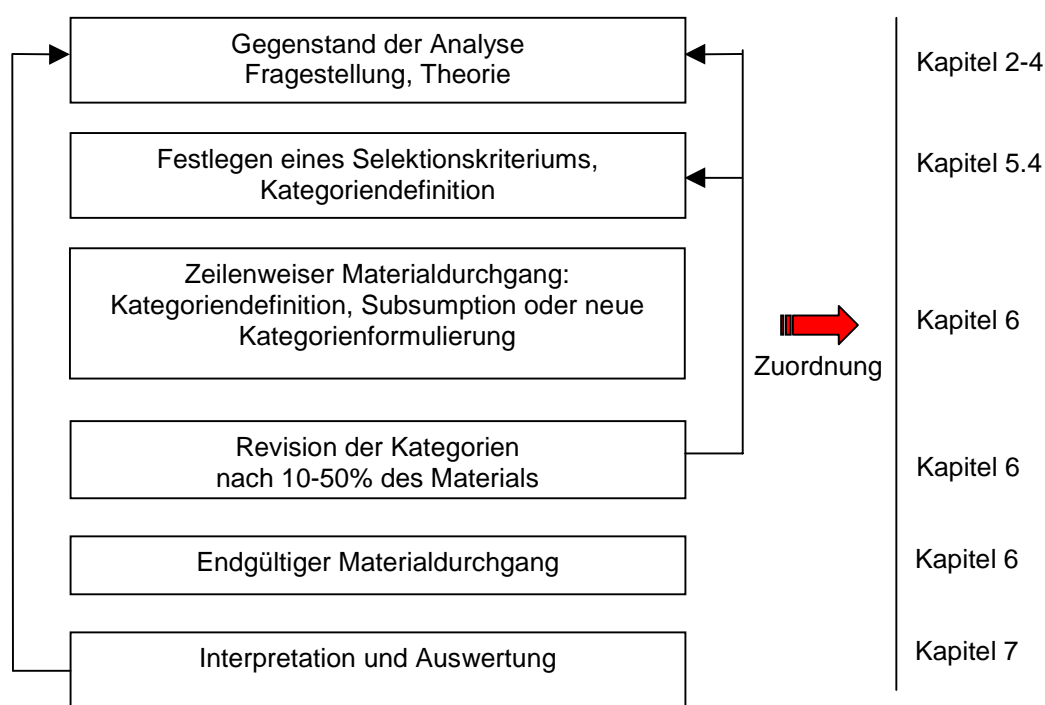 Gegenstand der Analyse
Fragestellung, Theorie
Kapitel 2-4
Festlegen eines Selektionskriteriums,
Kategoriendefinition
Kapitel 5.4
Zeilenweiser Materialdurchgang:
Kategoriendefinition, Subsumption oder neue
Kategorienformulierung
Zuordnung
Kapitel 6
Revision der Kategorien
nach 10-50% des Materials
Kapitel 6
Endgültiger Materialdurchgang
Kapitel 6
Interpretation und Auswertung
Kapitel 7